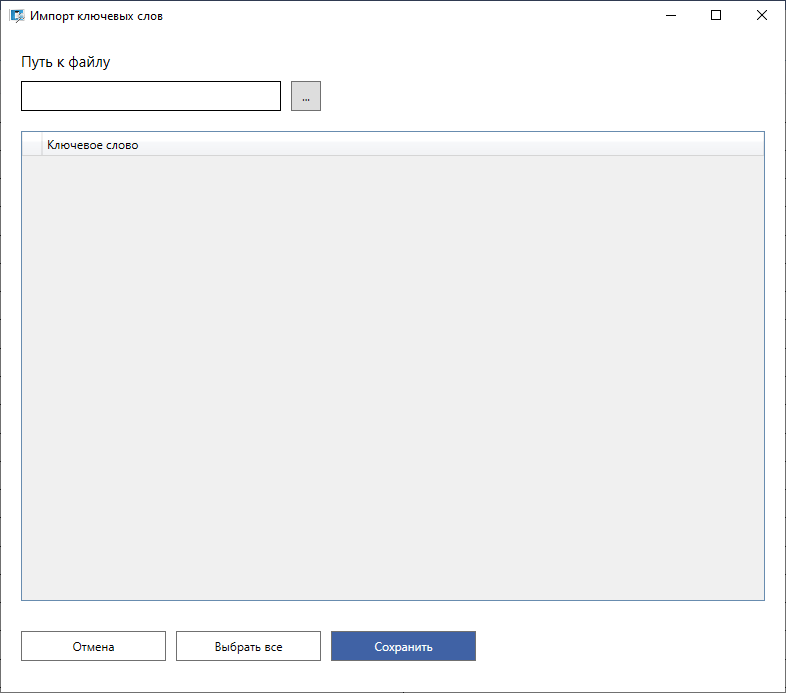 Импорт ключевых слов
Путь к файлу
...
Ключевое слово
Отмена
Выбрать все
Сохранить